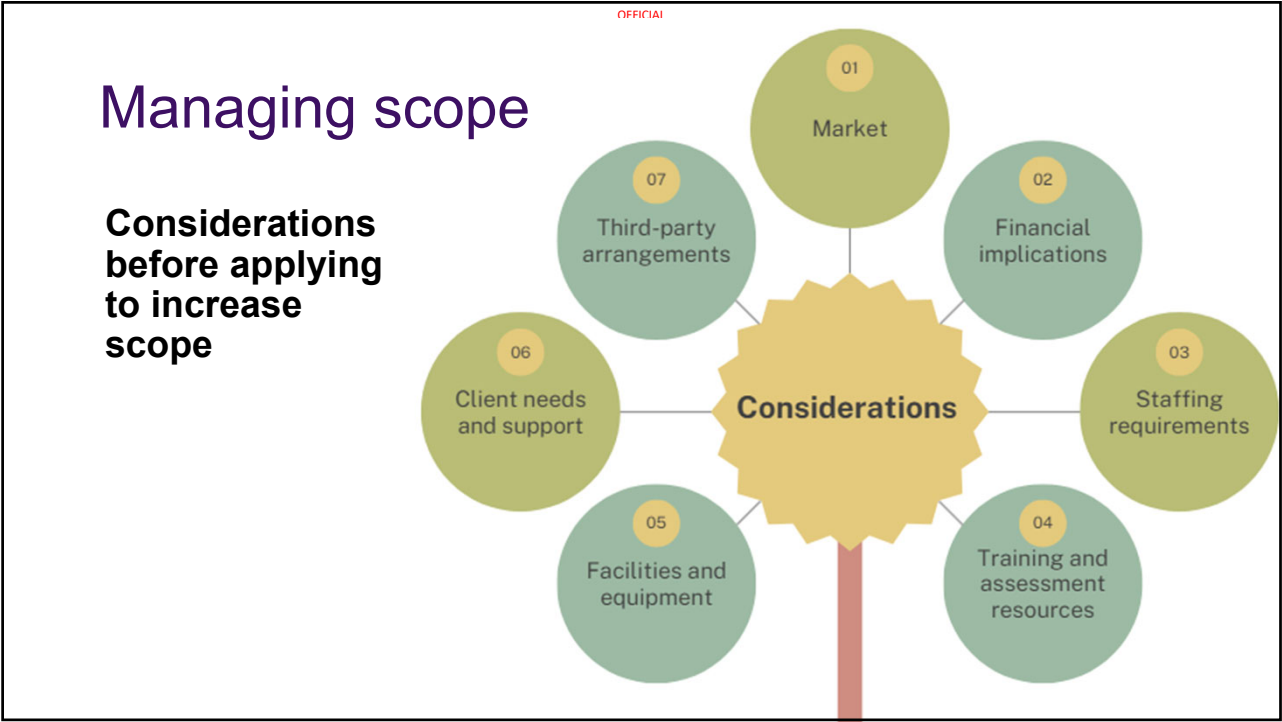 OFFICIAL
Managing scope
Considerations
before applying
to increase
scope
01
Market
02
Financial
implications
03
Staffing
requirements
04
Training and
assessment
resources
05
Facilities and
equipment
06
Client needs
and support
07
Third-party
arrangements
Considerations